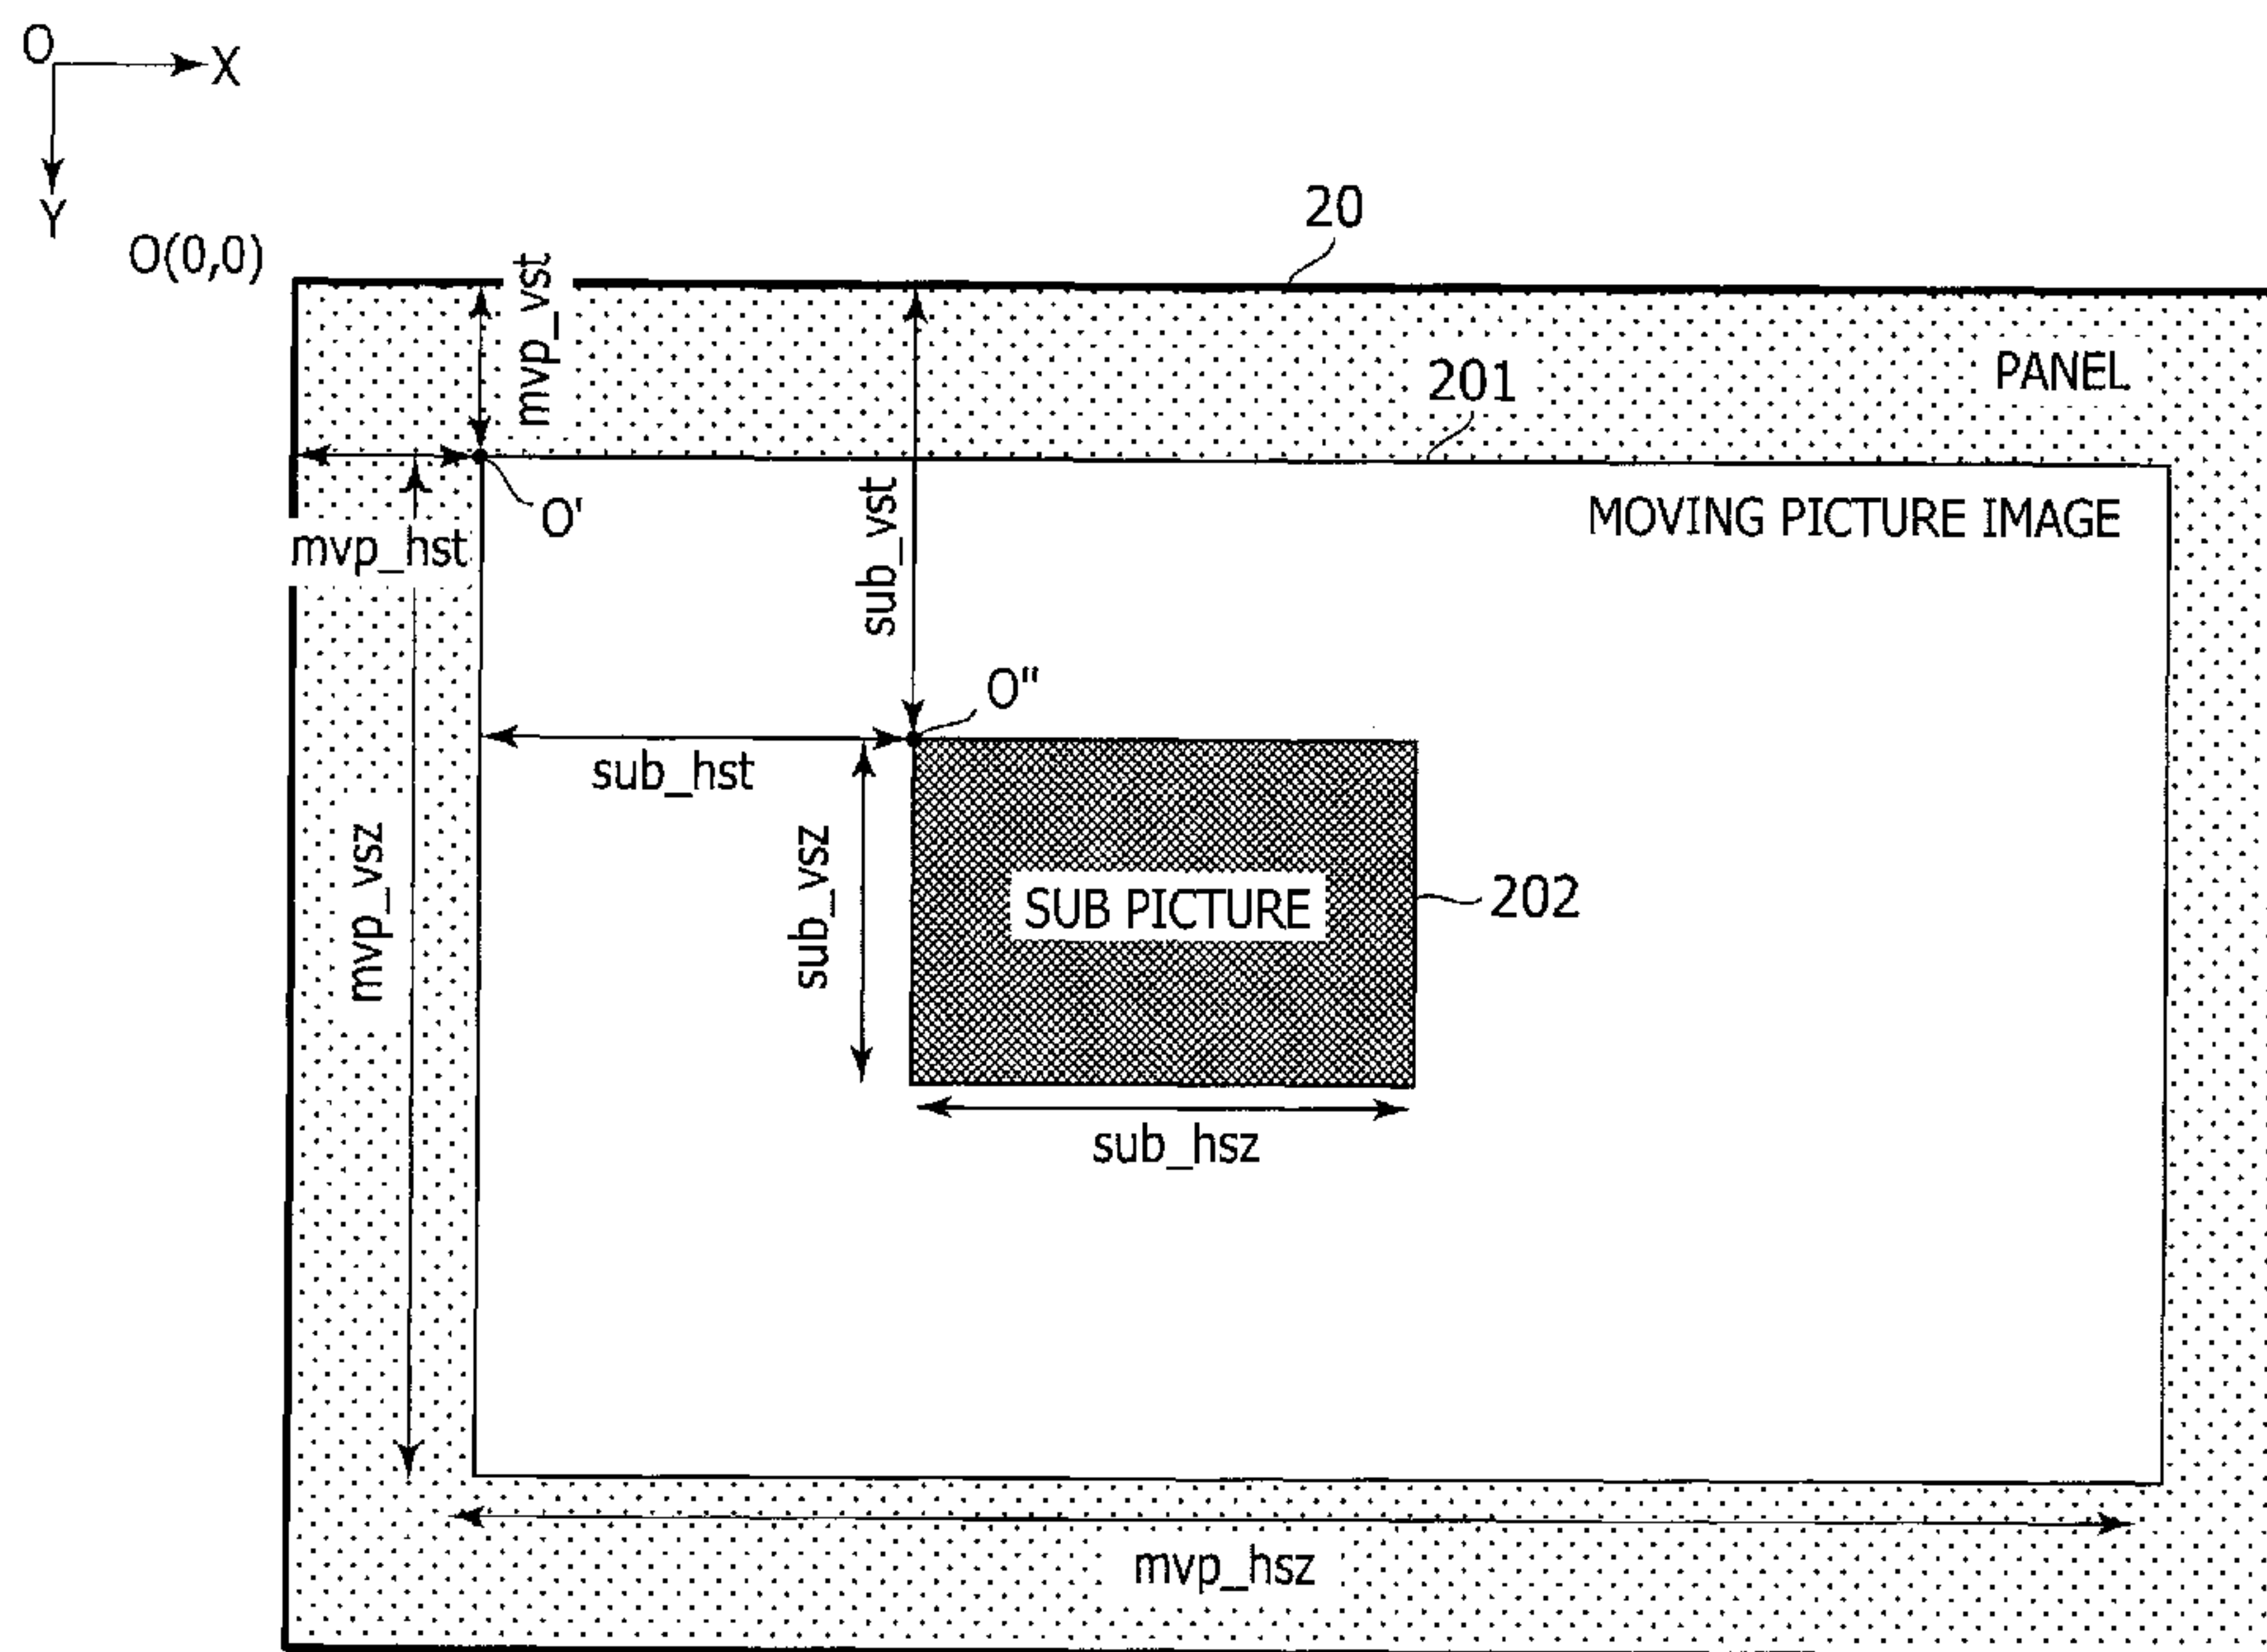 O
X
Y
O(0,0)
20
mvp_vst
PANEL
201
sub_vst
O'
MOVING PICTURE IMAGE
mvp_hst
O"
sub_hst
mvp_vsz
sub_vsz
SUB PICTURE
202
sub_hsz
mvp_hsz